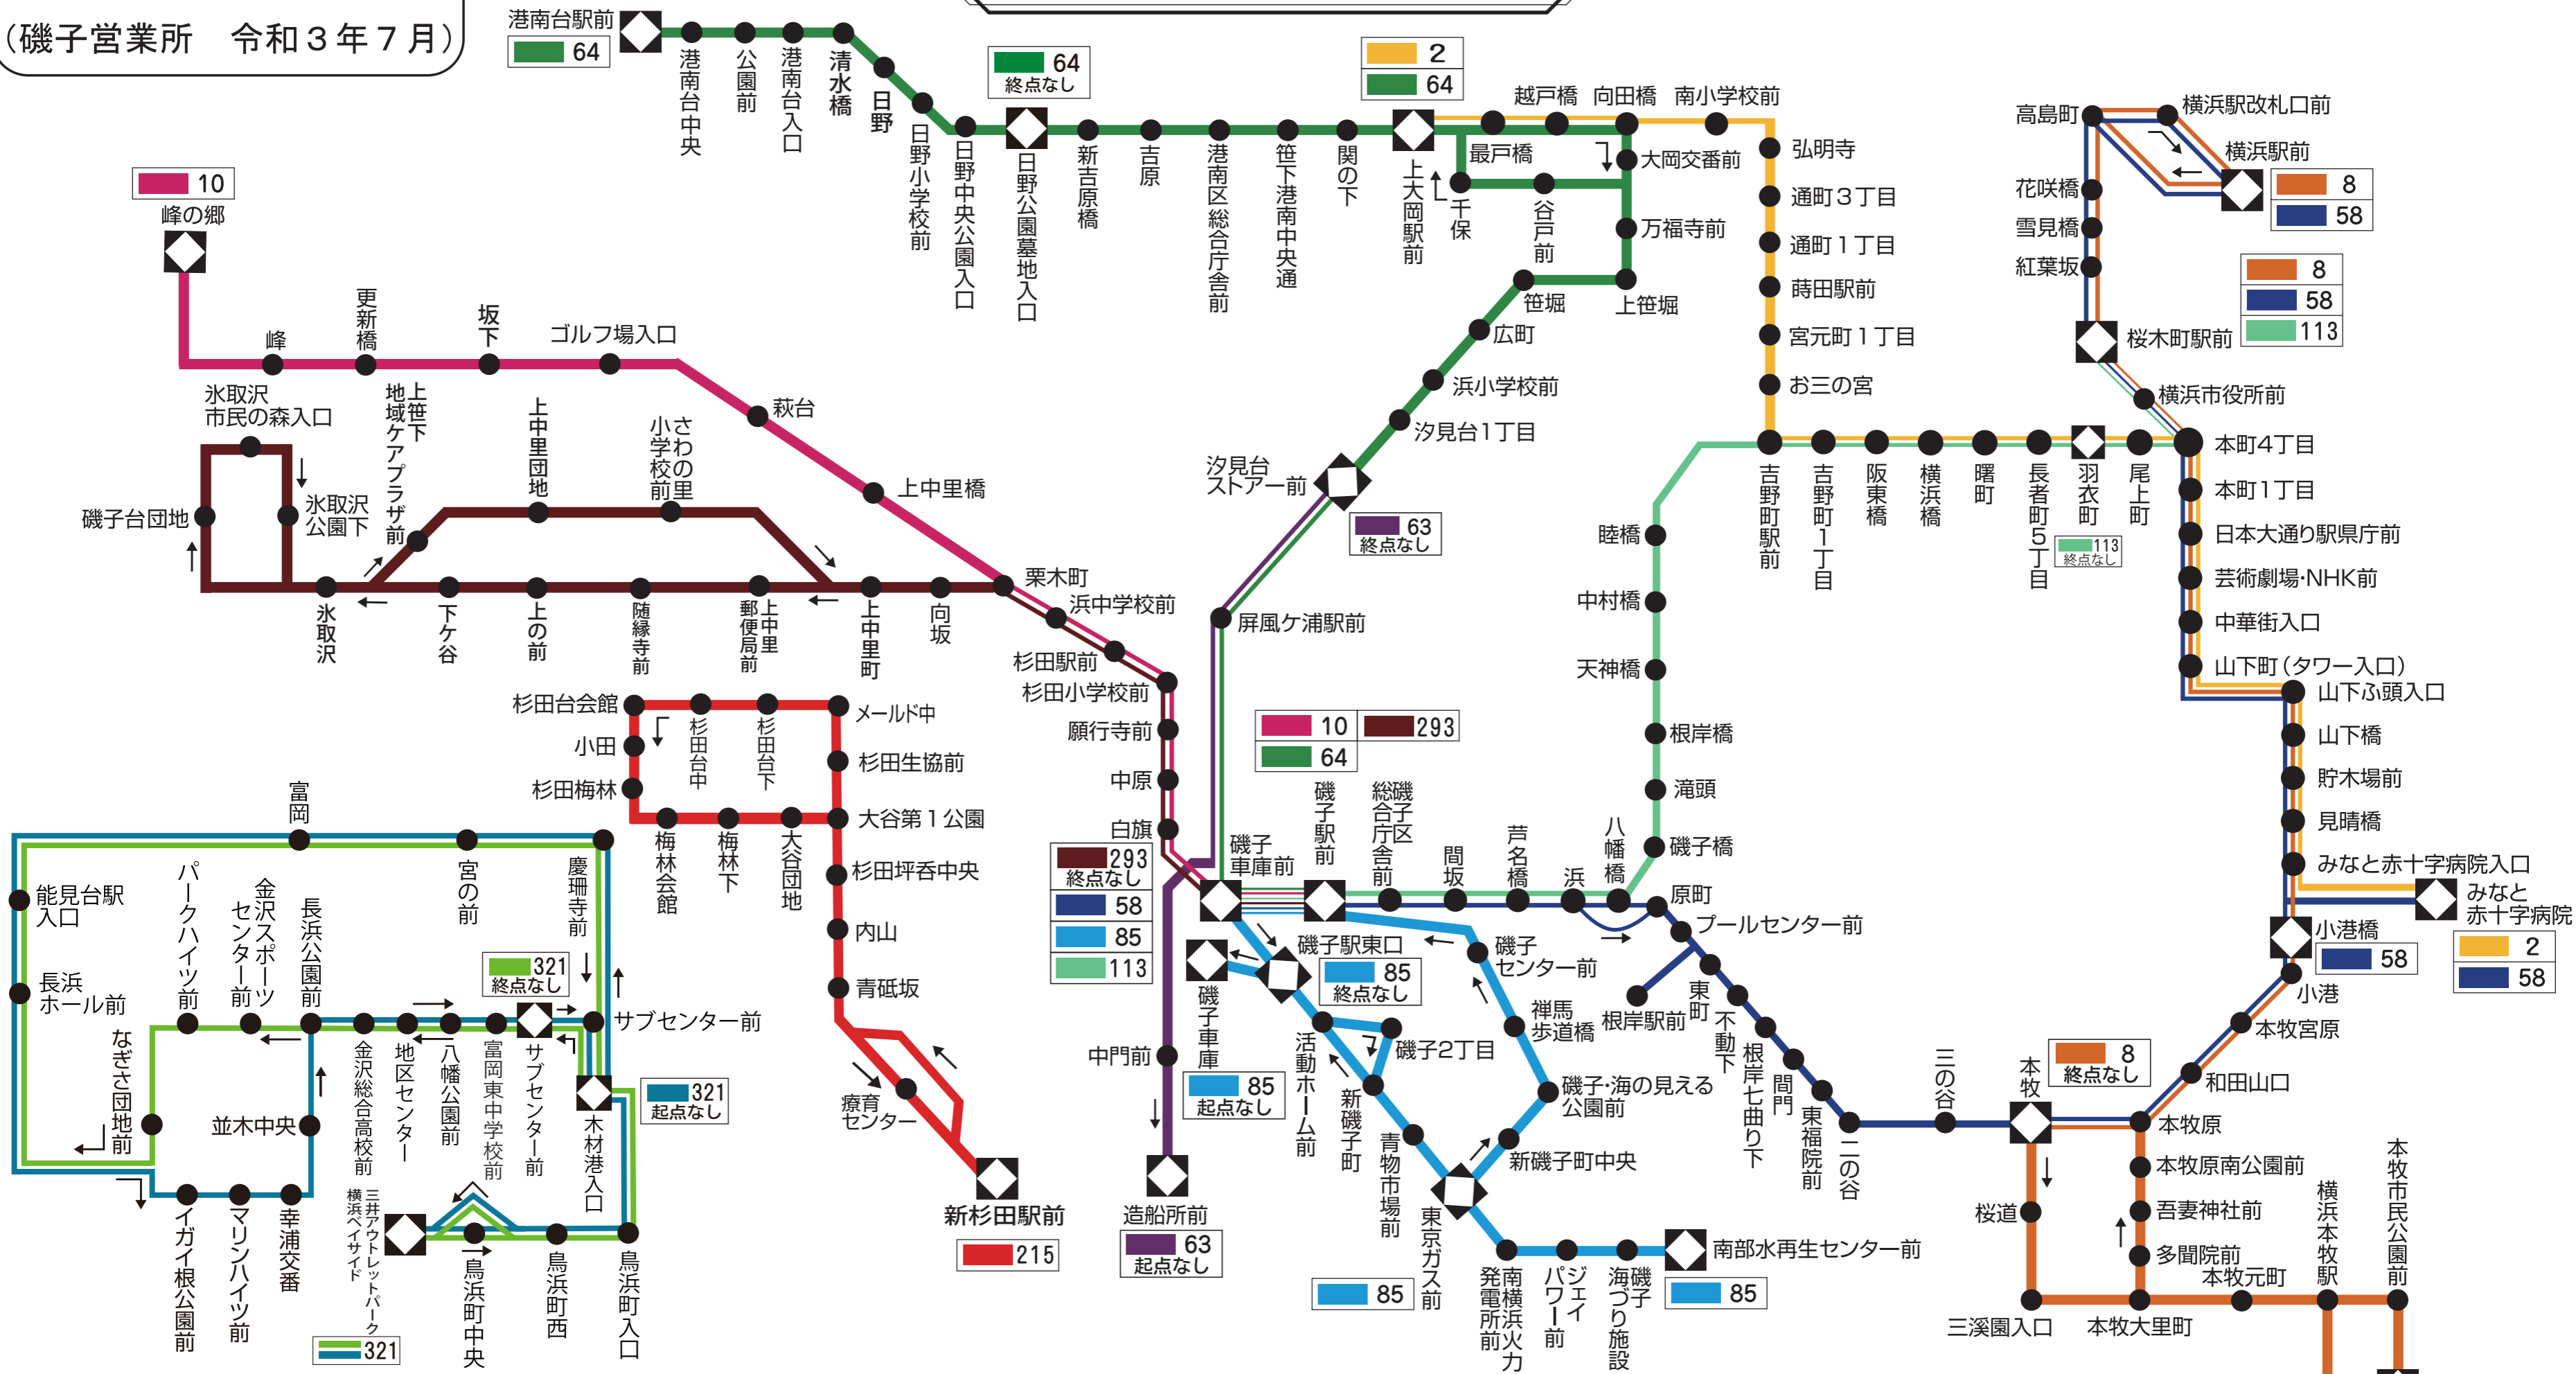 (磯子営業所　令和３年７月)
港南台駅前
64
港南台中央
公園前
港南台入口
清水橋
日野
日野小学校前
日野中央公園入口
64
終点なし
日野公園墓地入口
新吉原橋
吉原
港南区総合庁舎前
笹下港南中央通
関の下
2
64
上大岡駅前
最戸橋
越戸橋
向田橋
南小学校前
大岡交番前
千保
谷戸前
万福寺前
上笹堀
笹堀
広町
浜小学校前
汐見台1丁目
汐見台
ストアー前
63
終点なし
屏風ケ浦駅前
弘明寺
通町３丁目
通町１丁目
蒔田駅前
宮元町１丁目
お三の宮
高島町
横浜駅改札口前
横浜駅前
8
58
花咲橋
雪見橋
紅葉坂
8
58
113
桜木町駅前
横浜市役所前
吉野町駅前
吉野町１丁目
阪東橋
横浜橋
曙町
長者町５丁目
羽衣町
113
終点なし
尾上町
本町4丁目
本町1丁目
日本大通り駅県庁前
芸術劇場・NHK前
中華街入口
山下町（タワー入口）
山下ふ頭入口
山下橋
貯木場前
見晴橋
みなと赤十字病院入口
みなと
赤十字病院
2
58
小港橋
58
小港
本牧宮原
和田山口
本牧原
本牧原南公園前
吾妻神社前
多聞院前
本牧元町
横浜本牧駅
本牧市民公園前
本牧大里町
三溪園入口
桜道
本牧
8
終点なし
三の谷
二の谷
東福院前
間門
根岸七曲り下
不動下
東町
根岸駅前
プールセンター前
原町
八幡橋
浜
芦名橋
間坂
磯子区
総合庁舎前
磯子駅前
磯子
車庫前
睦橋
中村橋
天神橋
根岸橋
滝頭
磯子橋
10
293
64
10
峰の郷
峰
更新橋
坂下
ゴルフ場入口
萩台
上中里橋
栗木町
浜中学校前
杉田駅前
杉田小学校前
願行寺前
中原
白旗
293
終点なし
58
85
113
氷取沢
市民の森入口
氷取沢
公園下
磯子台団地
上笹下
地域ケアプラザ前
上中里団地
さわの里
小学校前
氷取沢
下ケ谷
上の前
随縁寺前
上中里
郵便局前
上中里町
向坂
杉田台会館
杉田台中
杉田台下
メールド中
小田
杉田梅林
杉田生協前
大谷第１公園
梅林会館
梅林下
大谷団地
杉田坪呑中央
内山
青砥坂
療育
センター
新杉田駅前
215
中門前
造船所前
63
起点なし
磯子駅東口
85
終点なし
磯子車庫
85
起点なし
活動ホーム前
磯子2丁目
新磯子町
青物市場前
東京ガス前
85
新磯子町中央
磯子・海の見える
公園前
禅馬
歩道橋
磯子
センター前
南横浜火力
発電所前
ジェイ
パワー前
磯子
海づり施設
南部水再生センター前
85
富岡
宮の前
慶珊寺前
能見台駅
入口
長浜
ホール前
パークハイツ前
金沢スポーツ
センター前
長浜公園前
321
終点なし
サブセンター前
なぎさ団地前
並木中央
金沢総合高校前
地区センター
八幡公園前
富岡東中学校前
サブセンター前
木材港入口
321
起点なし
イガイ根公園前
マリンハイツ前
幸浦交番
三井アウトレットパーク
横浜ベイサイド
321
鳥浜町中央
鳥浜町西
鳥浜町入口